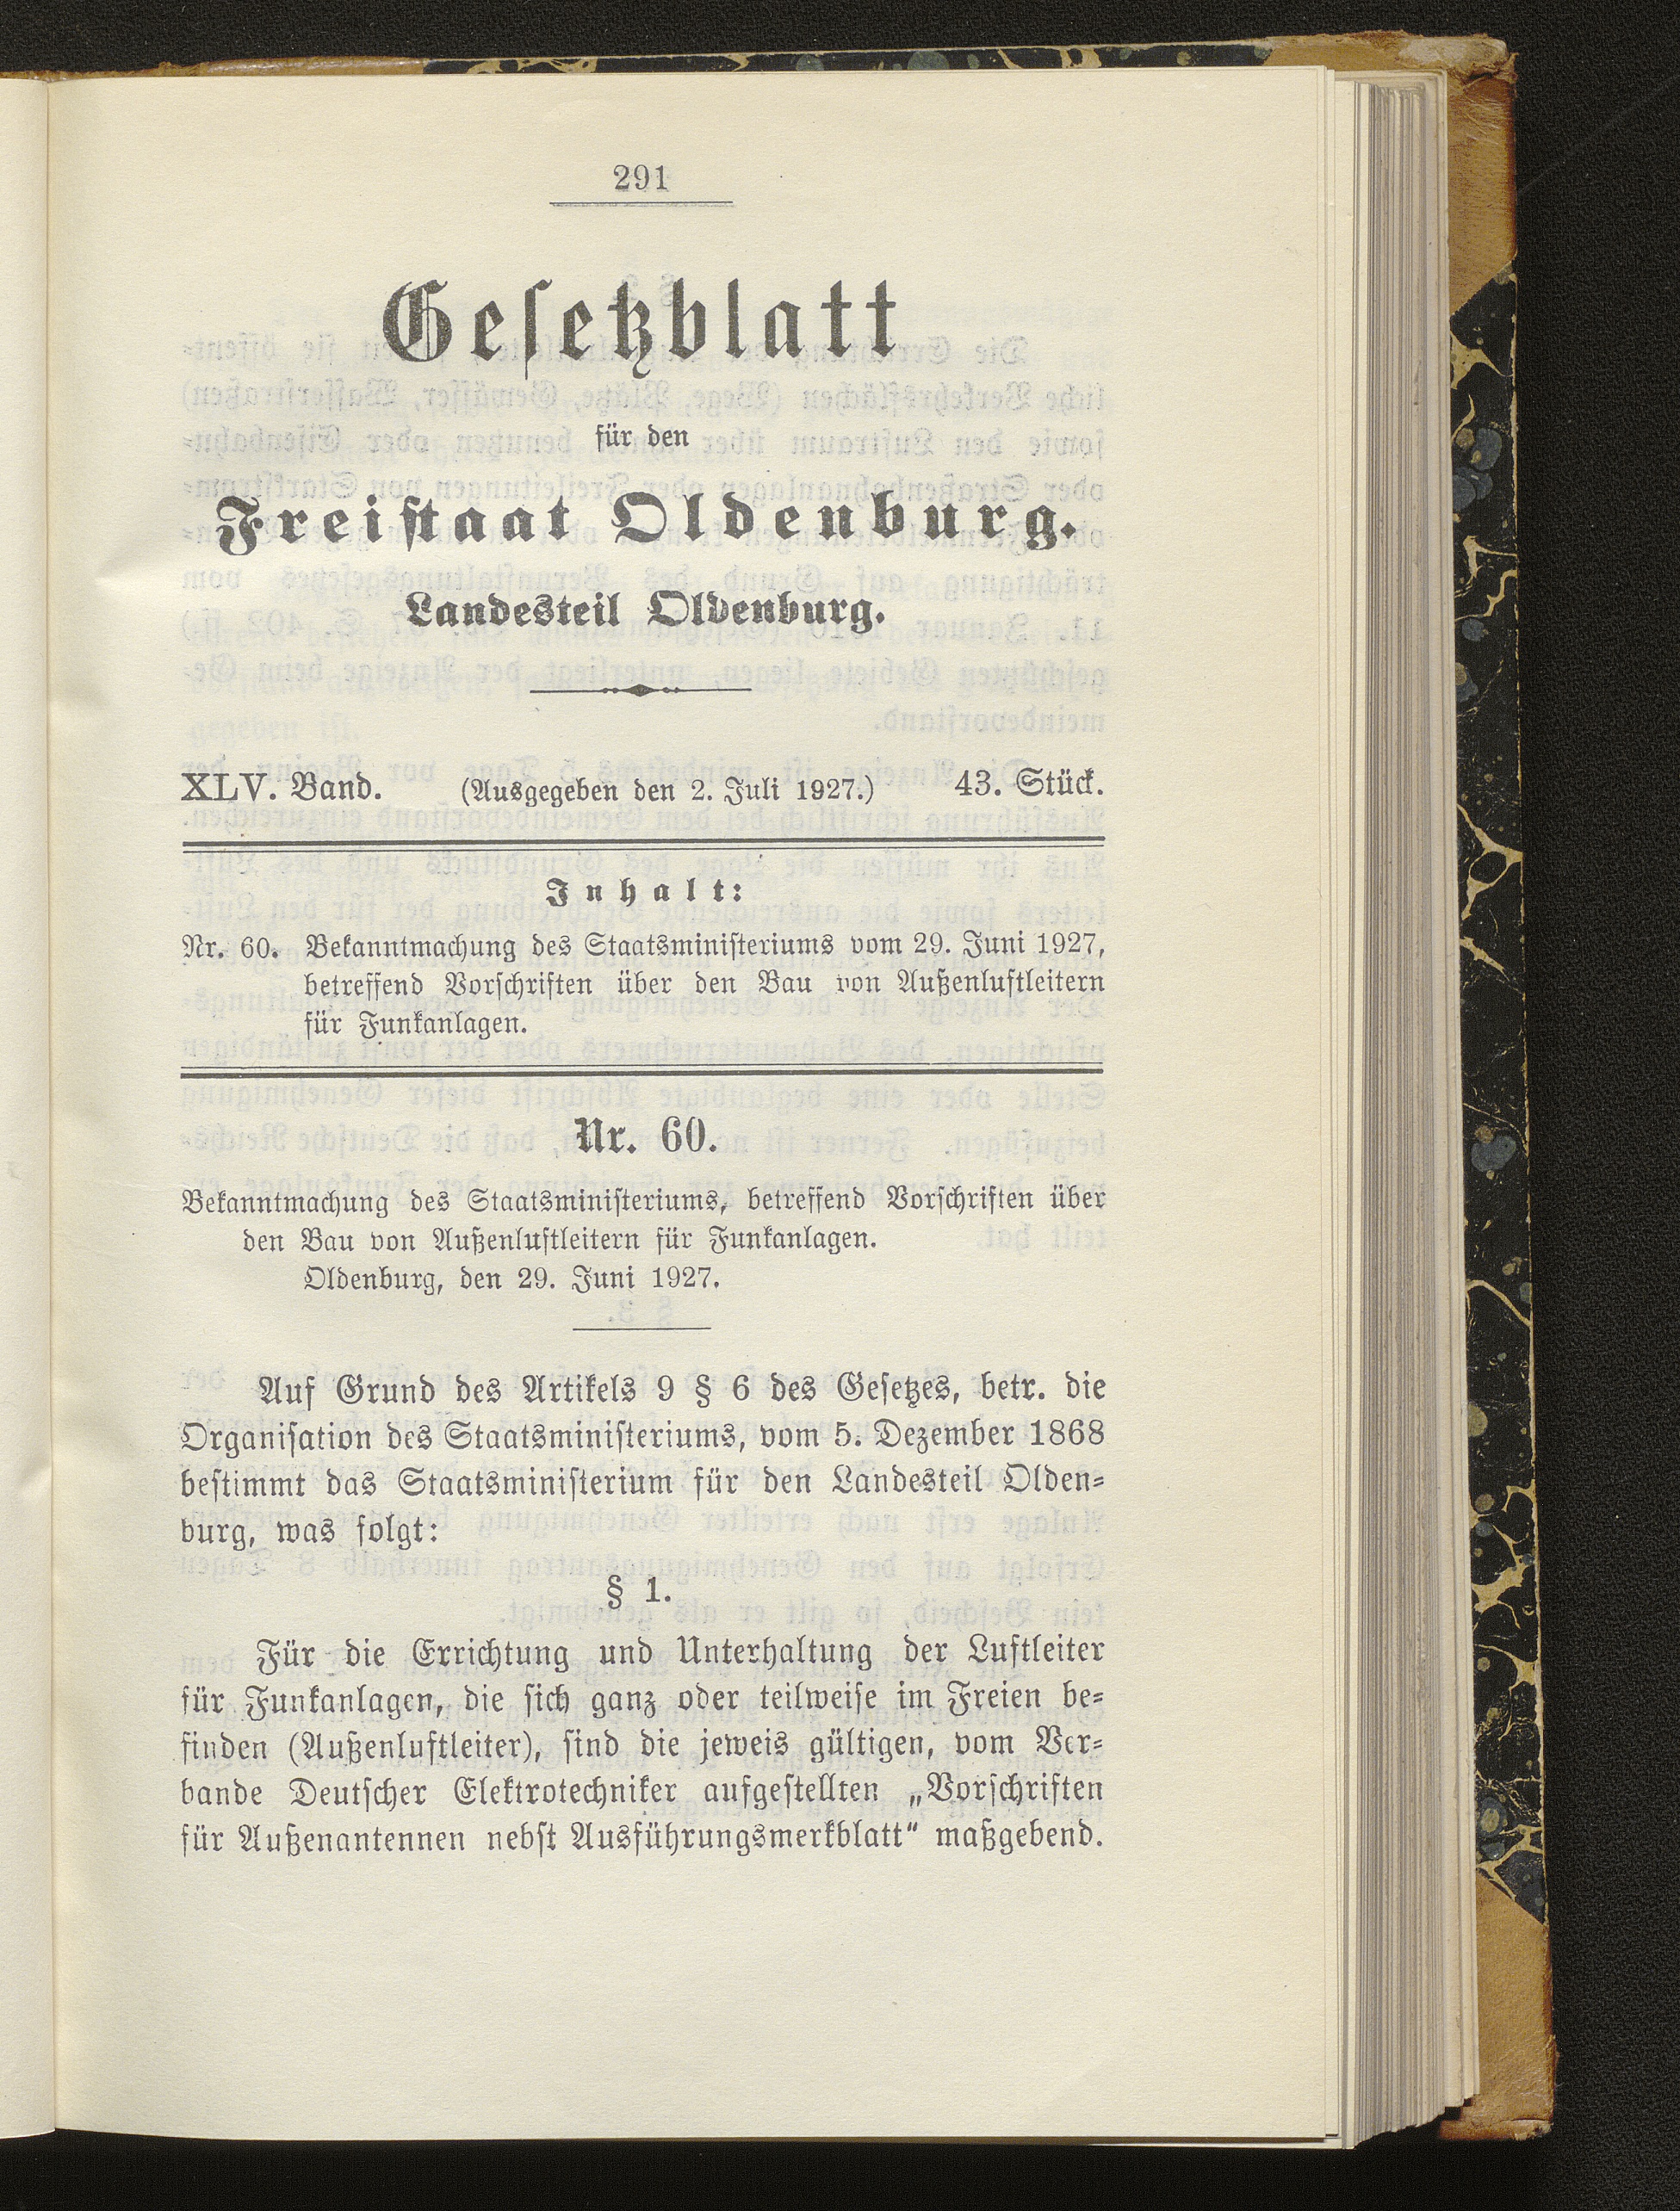 291
Gesetzblatt
für den
Freistaat Oldenburg.
Landesteil Oldenburg.
XLV. Band. (Ausgegeben den 2. Juli 1927.) 43. Stück.
Inhalt:
Nr. 60. Bekanntmachung des Staatsministeriums vom 29. Juni 1927,
betreffend Vorschriften über den Bau von Außenluftleitern
für Funkanlagen.
Nr. 60.
Bekanntmachung des Staatsministeriums, betreffend Vorschriften über
den Bau von Außenluftleitern für Funkanlagen.
Oldenburg, den 29. Juni 1927.
Auf Grund des Artikels 9 § 6 des Gesetzes, betr. die
Organisation des Staatsministeriums, vom 5. Dezember 1868
bestimmt das Staatsministerium für den Landesteil Olden-
burg, was folgt:
§ 1.
Für die Errichtung und Unterhaltung der Luftleiter
für Funkanlagen, die sich ganz oder teilweise im Freien be-
finden (Außenluftleiter), sind die jeweis gültigen, vom Ver-
bande Deutscher Elektrotechniker aufgestellten „Vorschriften
für Außenantennen nebst Ausführungsmerkblatt“ maßgebend.